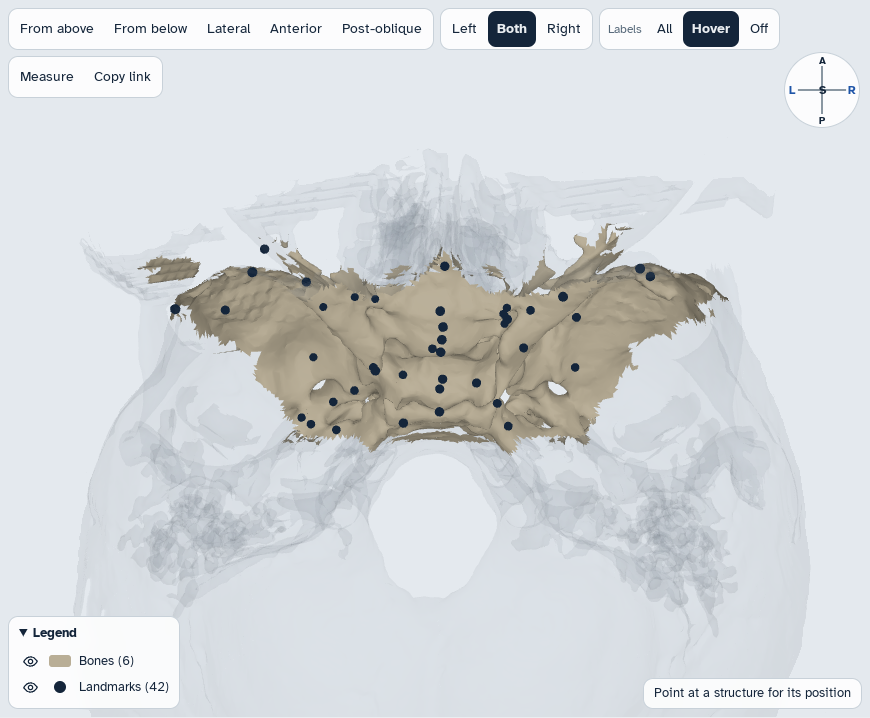 From above From below Lateral Anterior Post-oblique Left Both Right Labels All Hover Off
Measure Copy link
A
L S R
P
▼ Legend
Bones (6)
Landmarks (42)
Point at a structure for its position